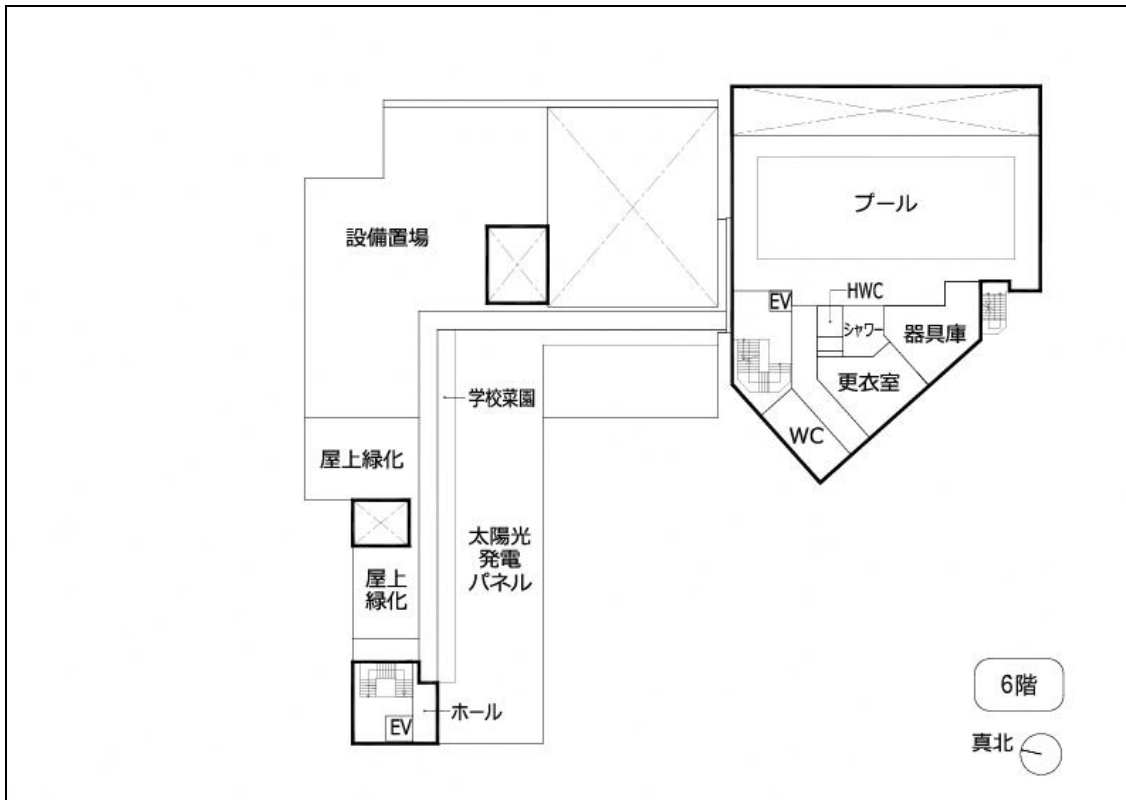 プール
設備置場
EV
HWC
シャワー
器具庫
更衣室
学校菜園
WC
屋上緑化
太陽光
発電
パネル
屋上
緑化
ホール
EV
6階
真北